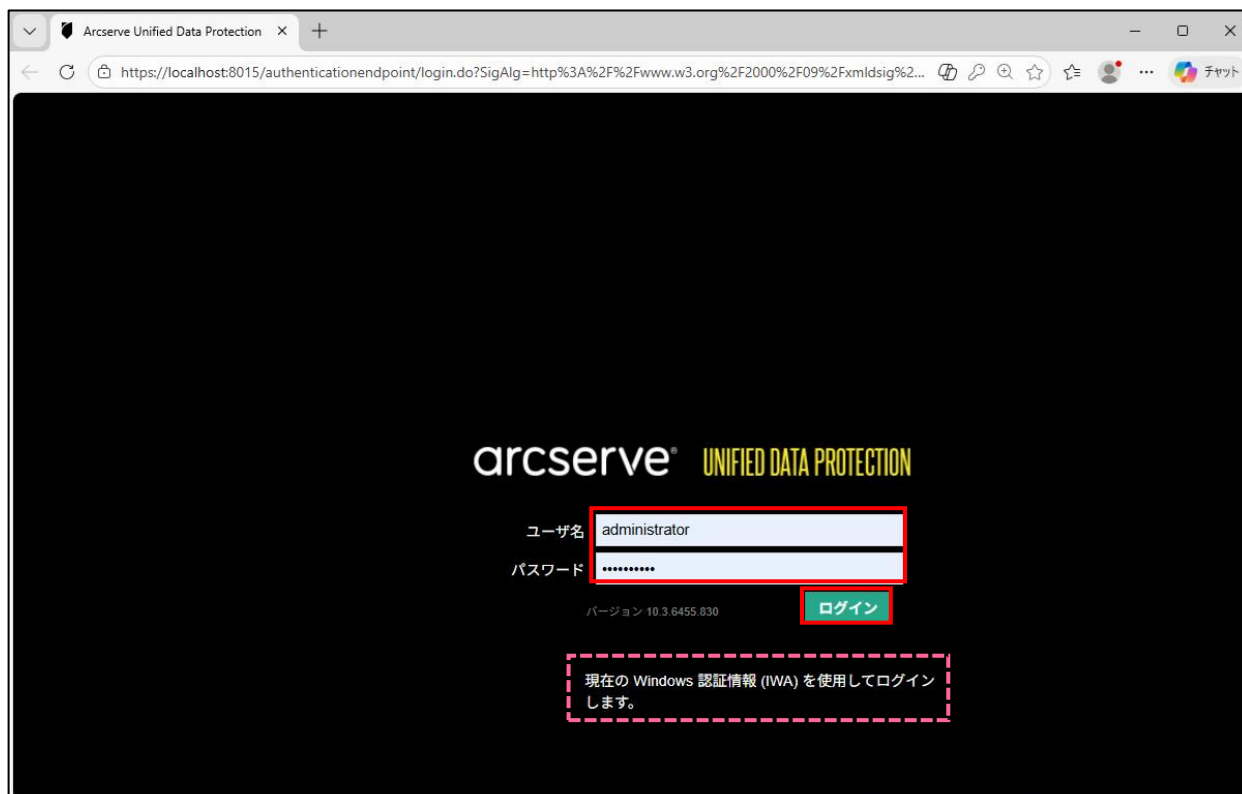 Arcserve Unified Data Protection
https://localhost:8015/authenticationendpoint/login.do?SigAlg=http%3A%2F%2Fwww.w3.org%2F2000%2F09%2Fxmldsig%2...
チャット
arcserve® UNIFIED DATA PROTECTION
ユーザ名 administrator
パスワード ••••••••••
バージョン 10.3.6455.830 ログイン
現在の Windows 認証情報 (IWA) を使用してログイン
します。